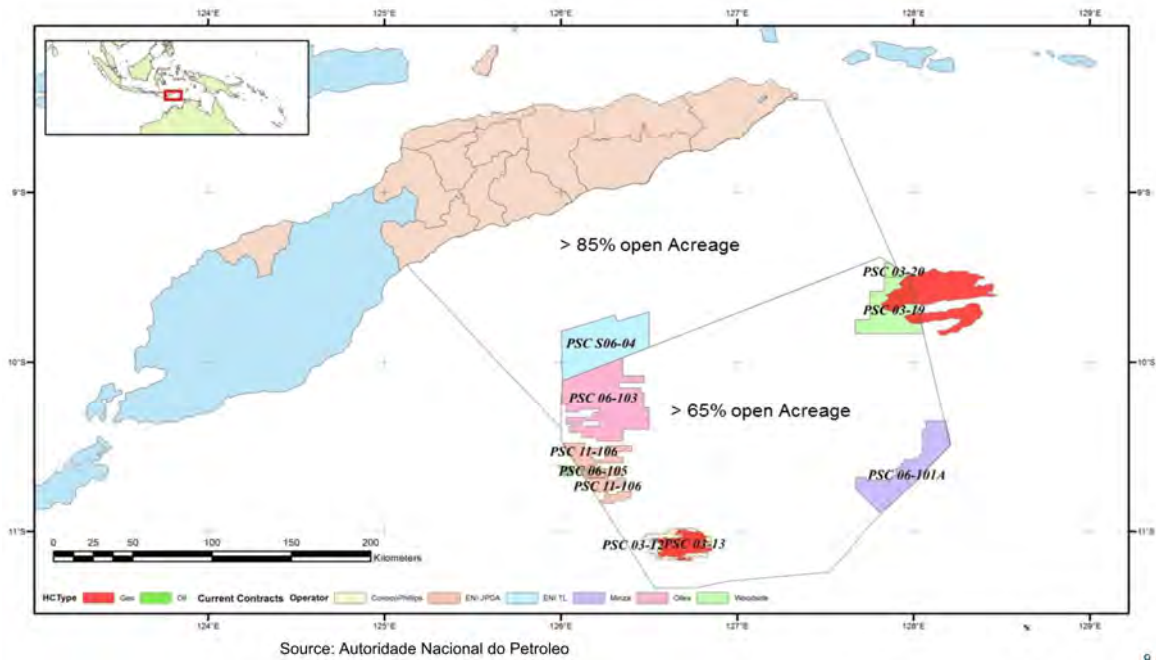 124°E 125°E 126°E 127°E 128°E 129°E
9°S 9°S
> 85% open Acreage
PSC 03-20
PSC 03-19
PSC S06-04
10°S 10°S
PSC 06-103
> 65% open Acreage
PSC 11-106
PSC 06-105
PSC 06-101A
PSC 11-106
11°S 11°S
PSC 03-12 PSC 03-13
0 25 50 100 150 200
Kilometers
HCType Gas Oil Current Contracts Operator ConocoPhillips ENI JPDA ENI TL Minza Oilex Woodside
124°E 125°E 126°E 127°E 128°E 129°E
Source: Autoridade Nacional do Petroleo
9